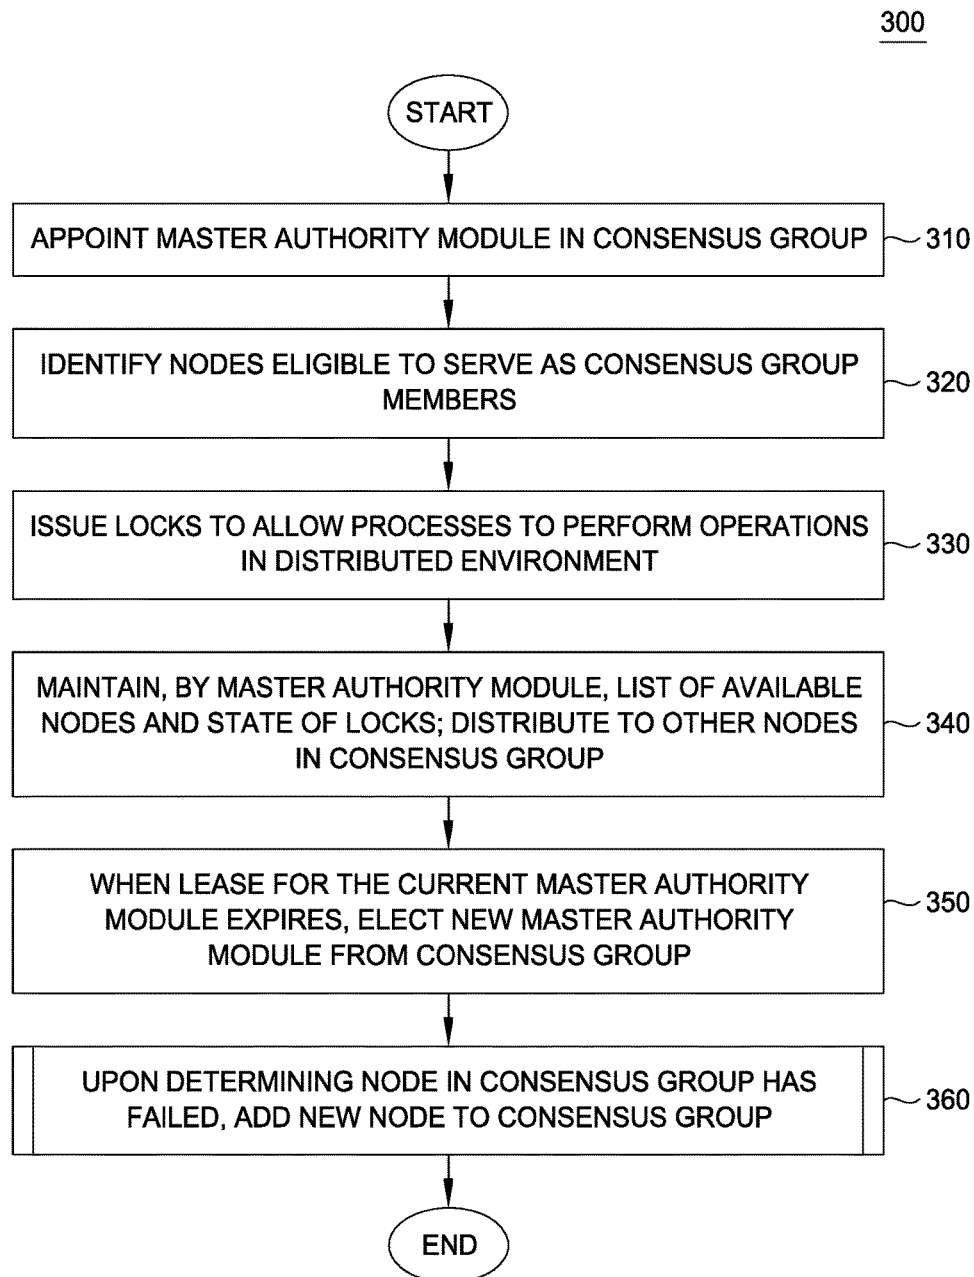 300
START
APPOINT MASTER AUTHORITY MODULE IN CONSENSUS GROUP
310
IDENTIFY NODES ELIGIBLE TO SERVE AS CONSENSUS GROUP
MEMBERS
320
ISSUE LOCKS TO ALLOW PROCESSES TO PERFORM OPERATIONS
IN DISTRIBUTED ENVIRONMENT
330
MAINTAIN, BY MASTER AUTHORITY MODULE, LIST OF AVAILABLE
NODES AND STATE OF LOCKS; DISTRIBUTE TO OTHER NODES
IN CONSENSUS GROUP
340
WHEN LEASE FOR THE CURRENT MASTER AUTHORITY
MODULE EXPIRES, ELECT NEW MASTER AUTHORITY
MODULE FROM CONSENSUS GROUP
350
UPON DETERMINING NODE IN CONSENSUS GROUP HAS
FAILED, ADD NEW NODE TO CONSENSUS GROUP
360
END